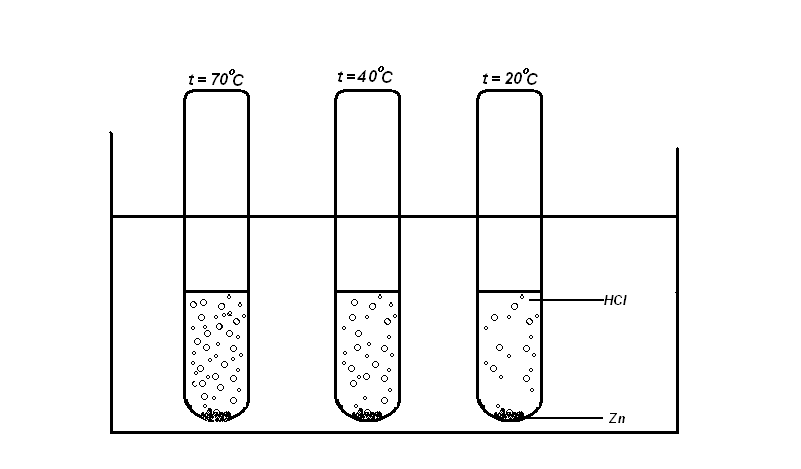 t = 70°C
t = 40°C
t = 20°C
HCl
Zn